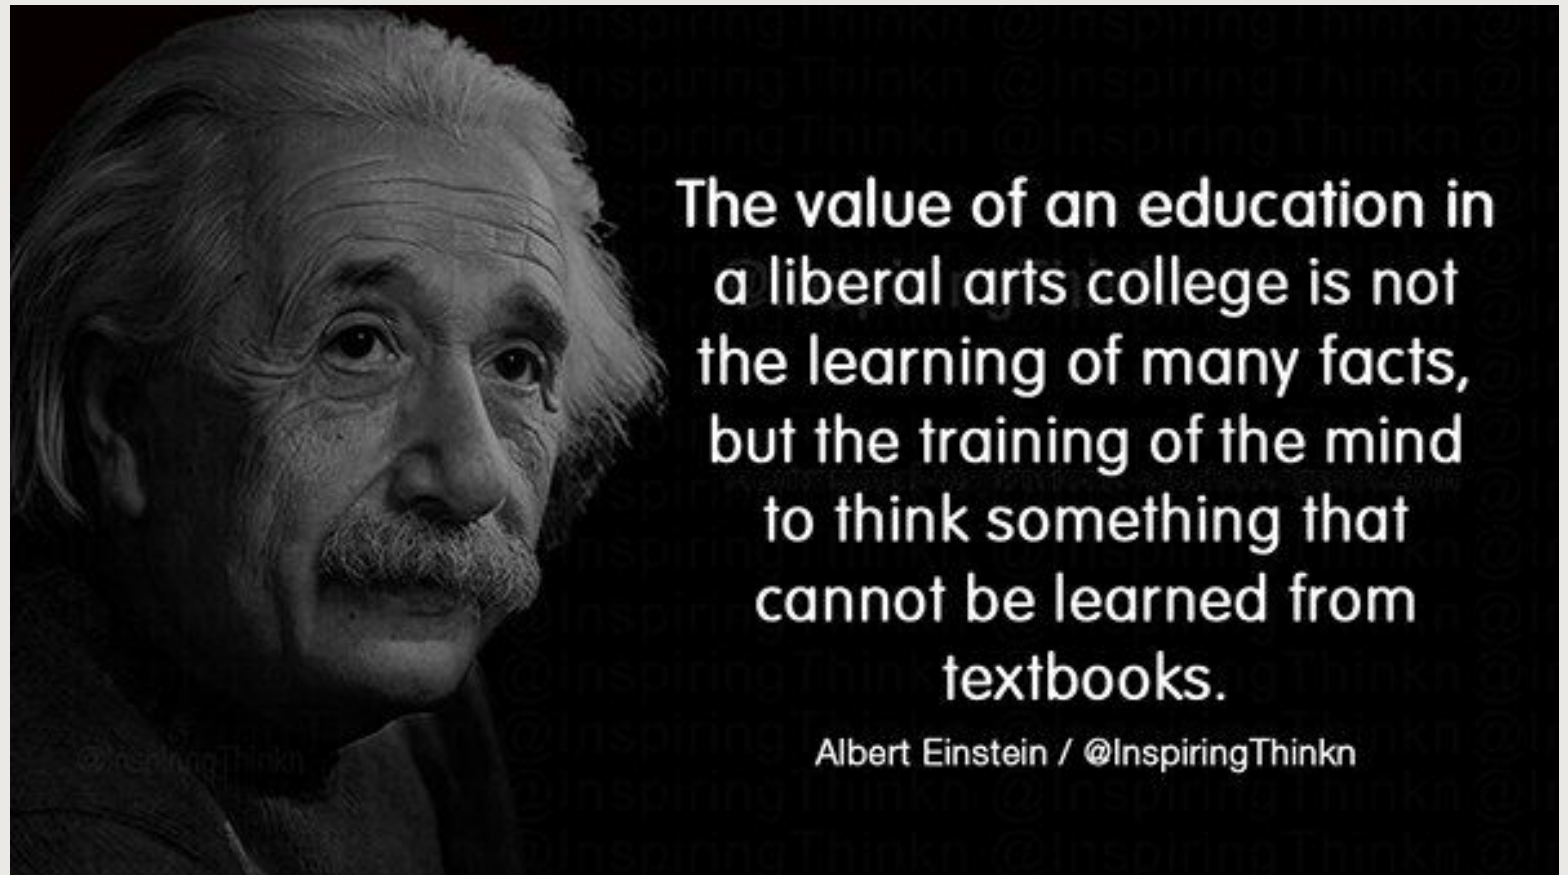 The value of an education in
a liberal arts college is not
the learning of many facts,
but the training of the mind
to think something that
cannot be learned from
textbooks.
Albert Einstein / @InspiringThinkn
@InspiringThinkn